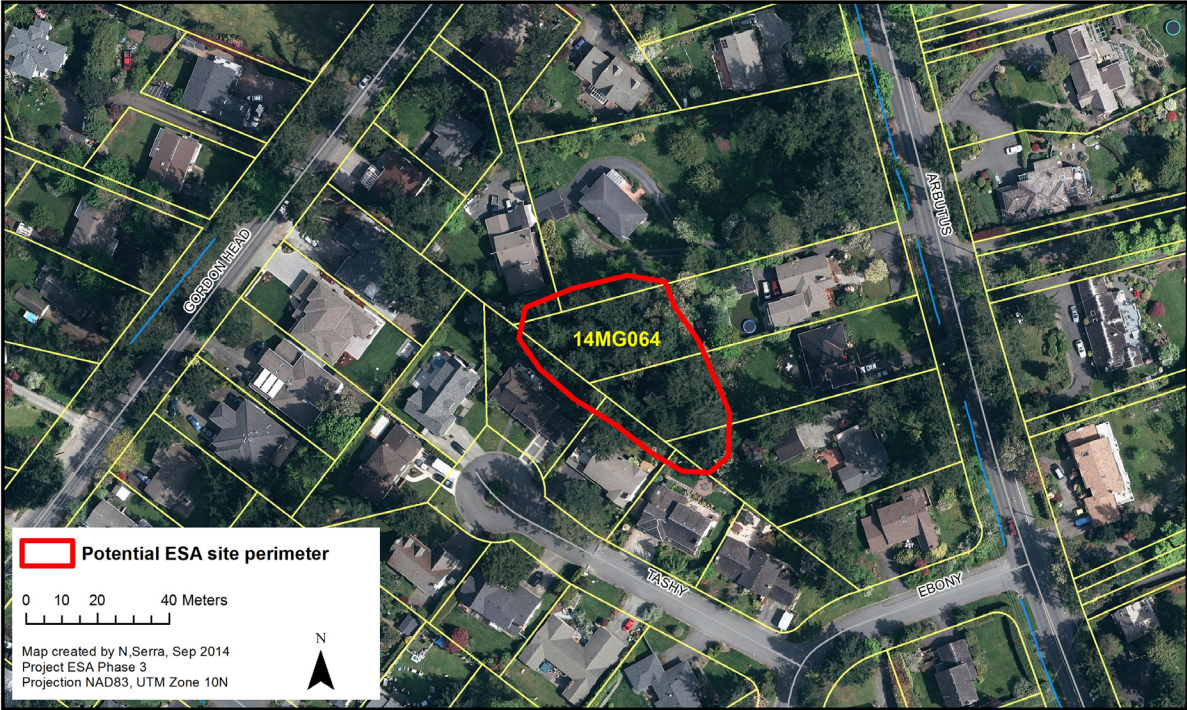 ARBUTUS
GORDON HEAD
14MG064
TASHY
EBONY
Potential ESA site perimeter
0 10 20 40 Meters
Map created by N,Serra, Sep 2014
Project ESA Phase 3
Projection NAD83, UTM Zone 10N
N